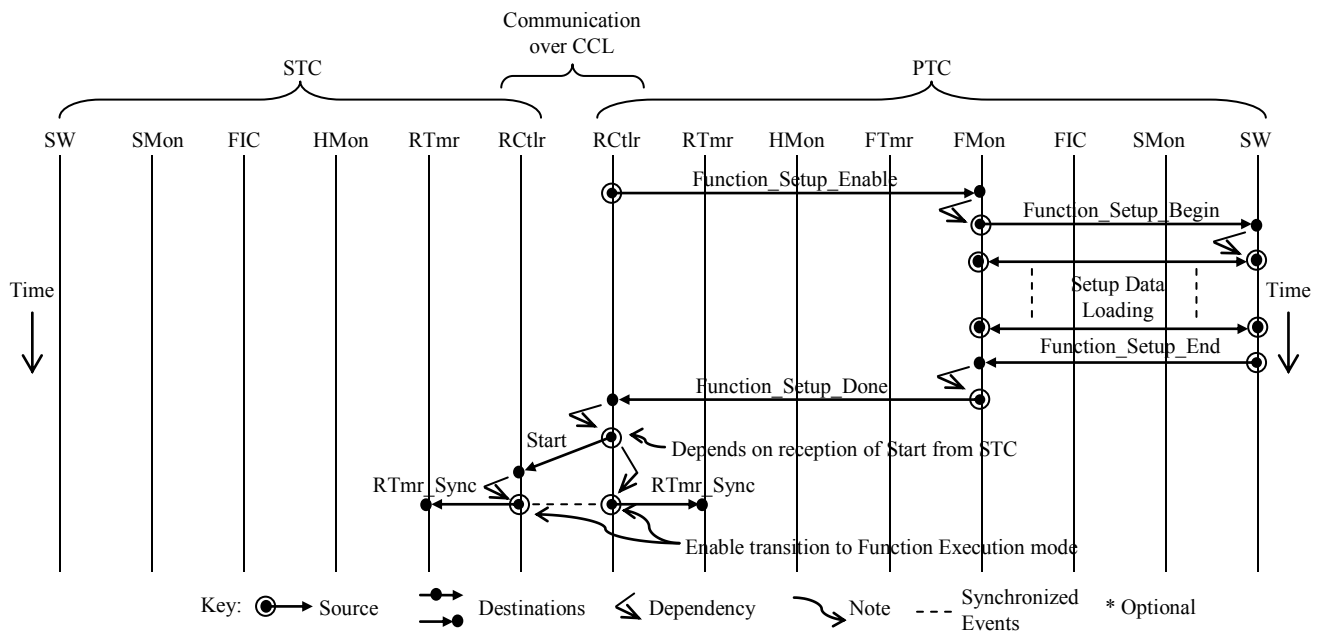 Communication
over CCL
STC
PTC
SW
SMon
FIC
HMon
RTmr
RCtlr
RCtlr
RTmr
HMon
FTmr
FMon
FIC
SMon
SW
Function_Setup_Enable
Function_Setup_Begin
Time
Setup Data
Loading
Time
Function_Setup_End
Function_Setup_Done
Start
Depends on reception of Start from STC
RTmr_Sync
RTmr_Sync
Enable transition to Function Execution mode
Key:
Source
Destinations
Dependency
Note
Synchronized
Events
* Optional